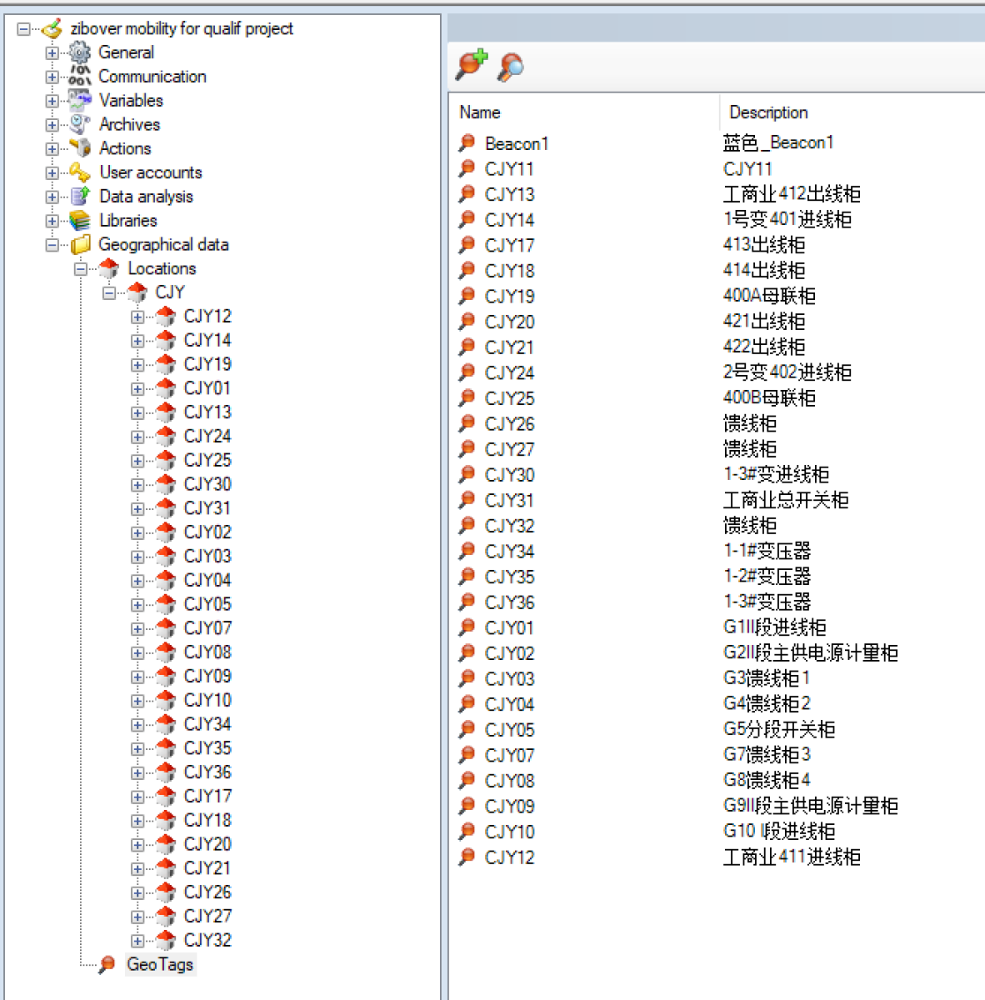 zibover mobility for qualif project
General
Communication
Variables
Archives
Actions
User accounts
Data analysis
Libraries
Geographical data
Locations
CJY
CJY12
CJY14
CJY19
CJY01
CJY13
CJY24
CJY25
CJY30
CJY31
CJY02
CJY03
CJY04
CJY05
CJY07
CJY08
CJY09
CJY10
CJY34
CJY35
CJY36
CJY17
CJY18
CJY20
CJY21
CJY26
CJY27
CJY32
GeoTags
Name Description
Beacon1 蓝色_Beacon1
CJY11 CJY11
CJY13 工商业412出线柜
CJY14 1号变401进线柜
CJY17 413出线柜
CJY18 414出线柜
CJY19 400A母联柜
CJY20 421出线柜
CJY21 422出线柜
CJY24 2号变402进线柜
CJY25 400B母联柜
CJY26 馈线柜
CJY27 馈线柜
CJY30 1-3#变进线柜
CJY31 工商业总开关柜
CJY32 馈线柜
CJY34 1-1#变压器
CJY35 1-2#变压器
CJY36 1-3#变压器
CJY01 G1II段进线柜
CJY02 G2II段主供电源计量柜
CJY03 G3馈线柜1
CJY04 G4馈线柜2
CJY05 G5分段开关柜
CJY07 G7馈线柜3
CJY08 G8馈线柜4
CJY09 G9II段主供电源计量柜
CJY10 G10 I段进线柜
CJY12 工商业411进线柜